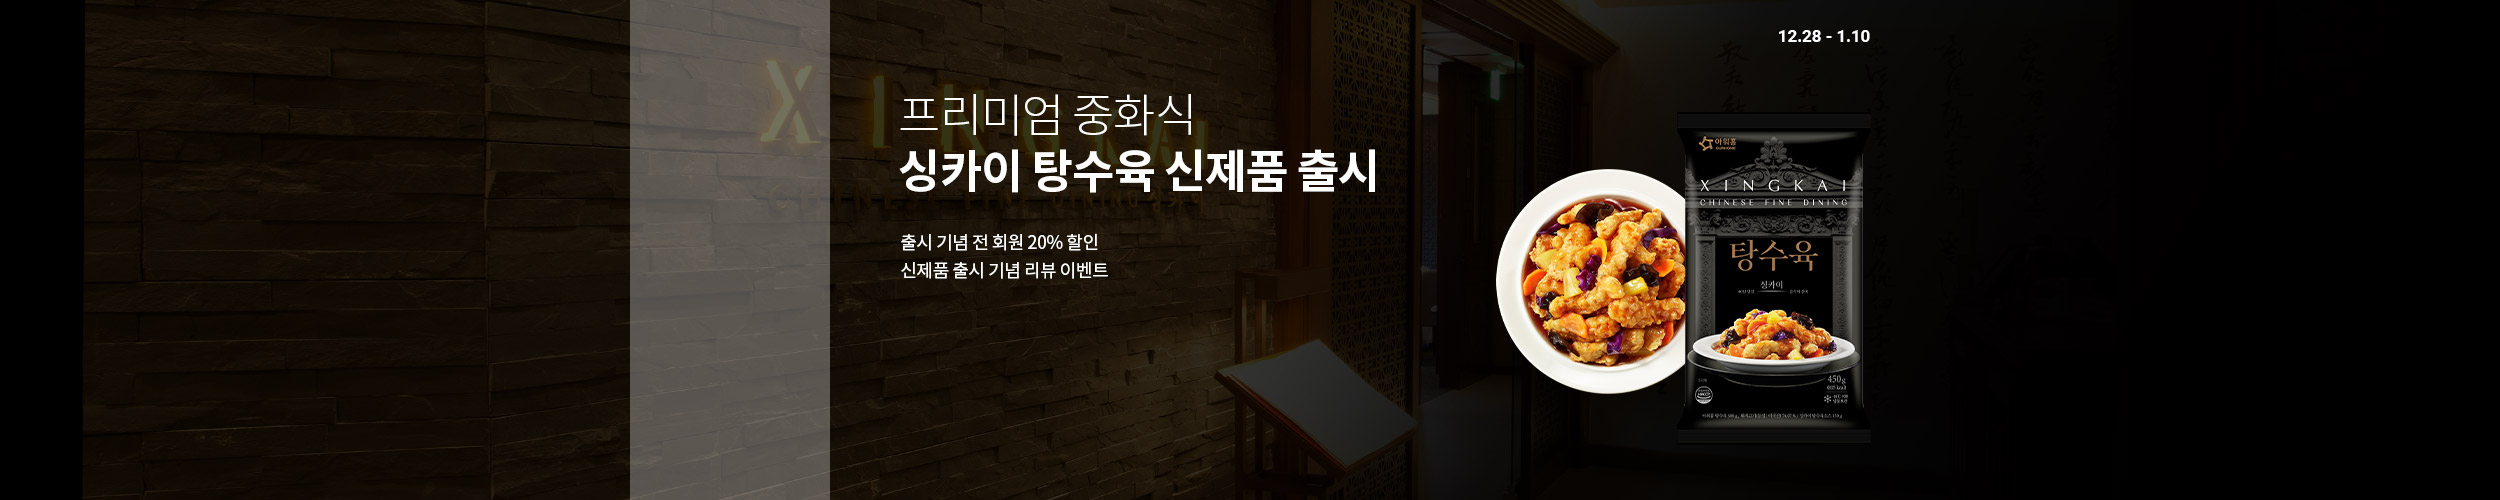 12.28 - 1.10
프리미엄 중화식
싱카이 탕수육 신제품 출시
출시 기념 전 회원 20% 할인
신제품 출시 기념 리뷰 이벤트
XINGKAI
아워홈
OURHOME
XINGKAI
CHINESE FINE DINING
탕수육
싱카이
450g